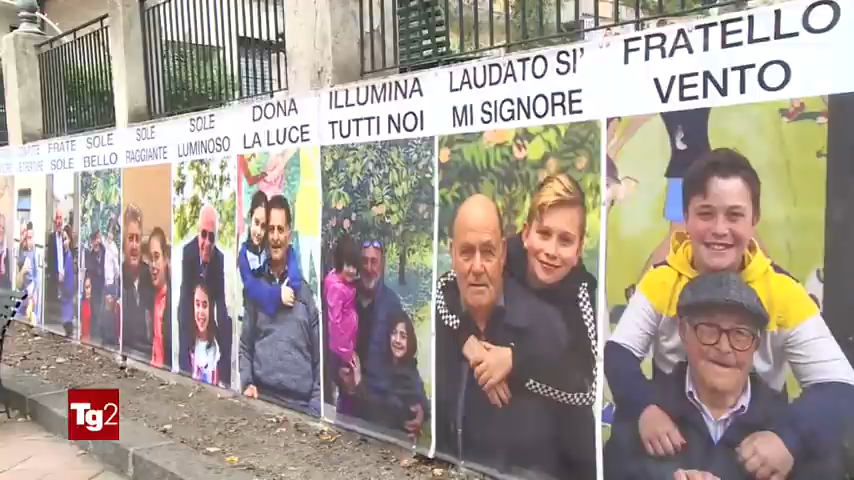 FRATE
SOLE
SOLE
BELLO
SOLE
RAGGIANTE
SOLE
LUMINOSO
DONA
LA LUCE
ILLUMINA
TUTTI NOI
LAUDATO SI'
MI SIGNORE
FRATELLO
VENTO
Tg2